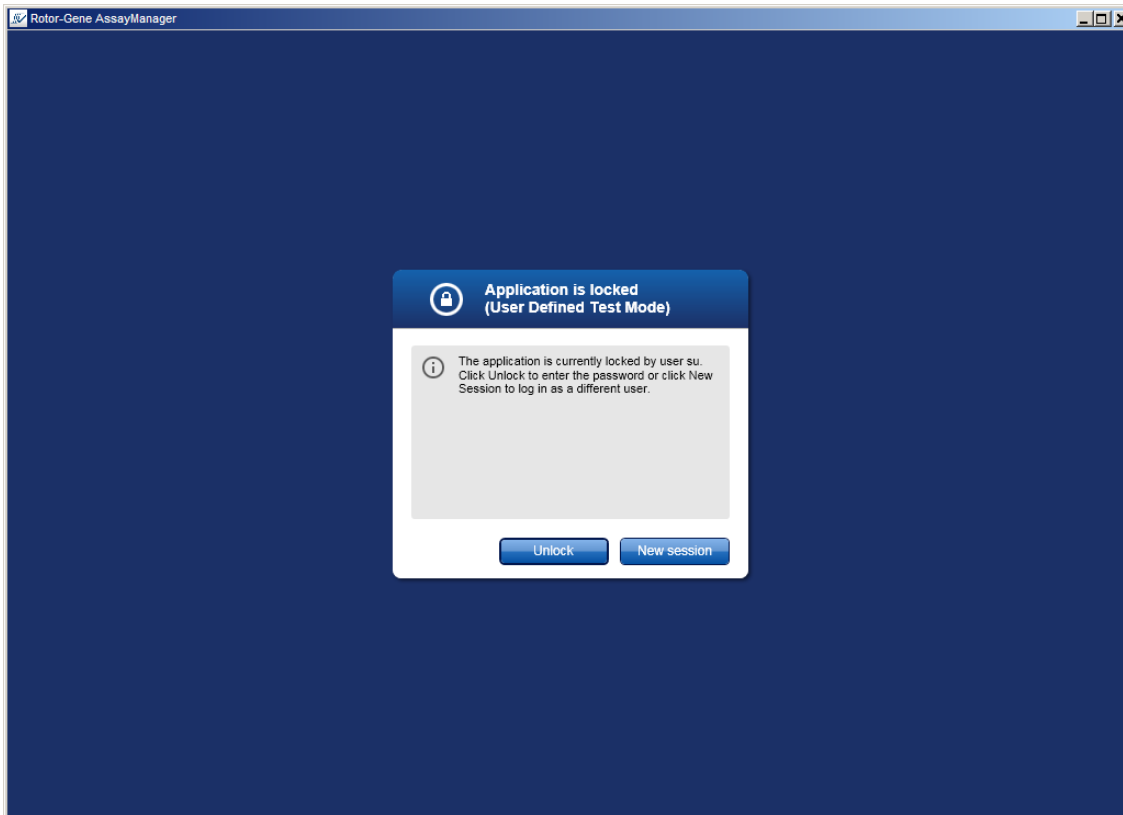 Rotor-Gene AssayManager
Application is locked
(User Defined Test Mode)
The application is currently locked by user su.
Click Unlock to enter the password or click New
Session to log in as a different user.
Unlock
New session